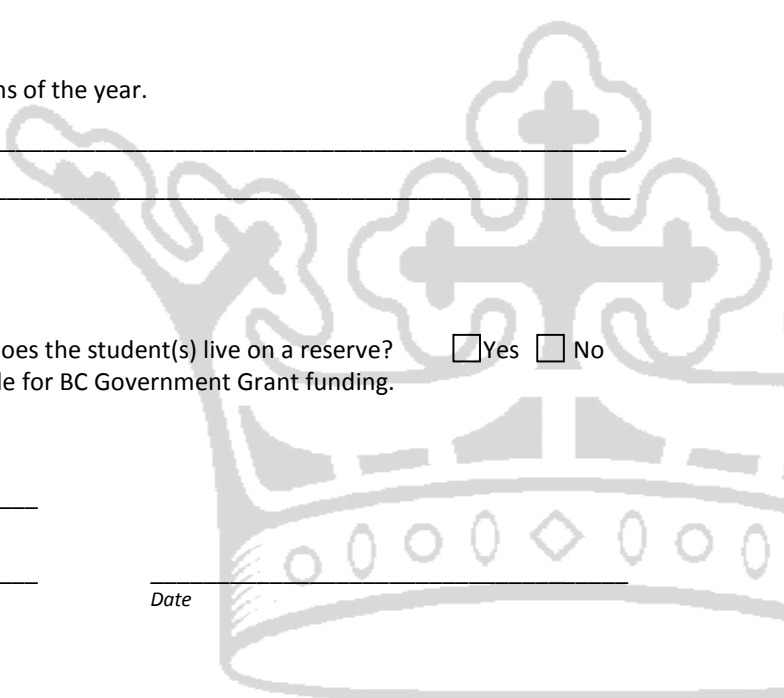 ns of the year.
oes the student(s) live on a reserve? Yes No
le for BC Government Grant funding.
Date